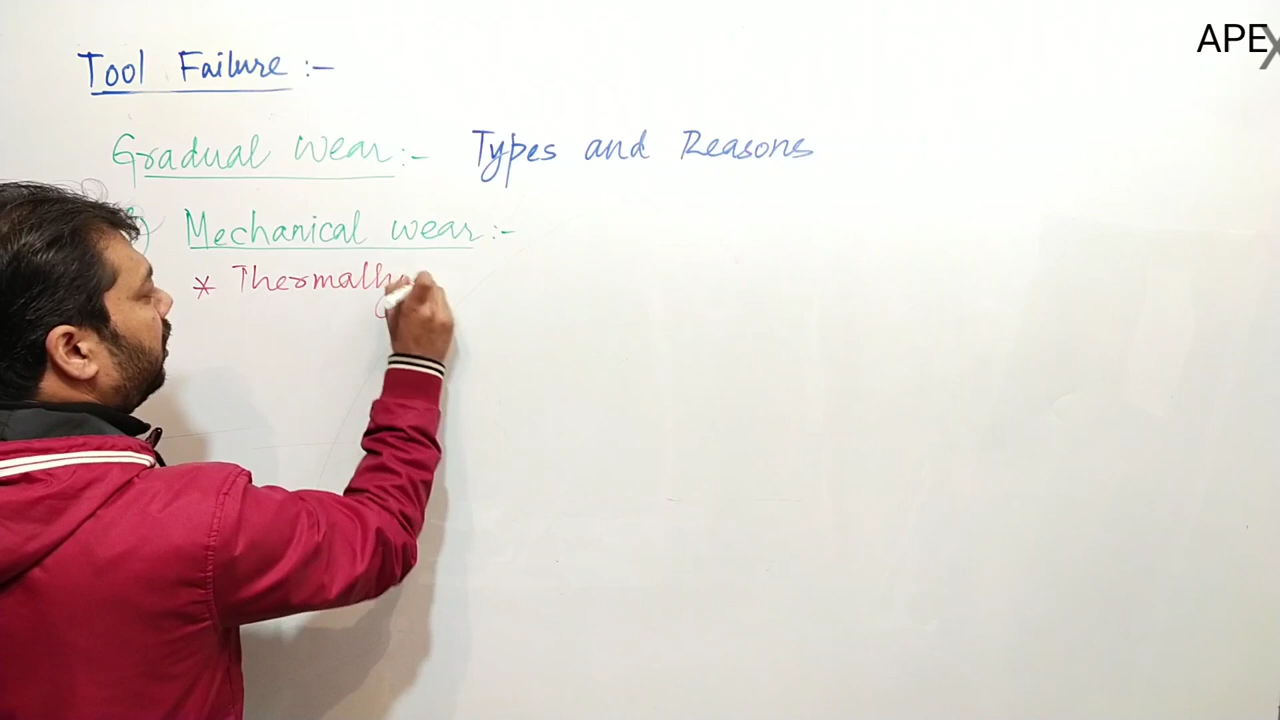 APEX
Tool Failure :-
Gradual Wear :- Types and Reasons
) Mechanical wear :-
* Thermally